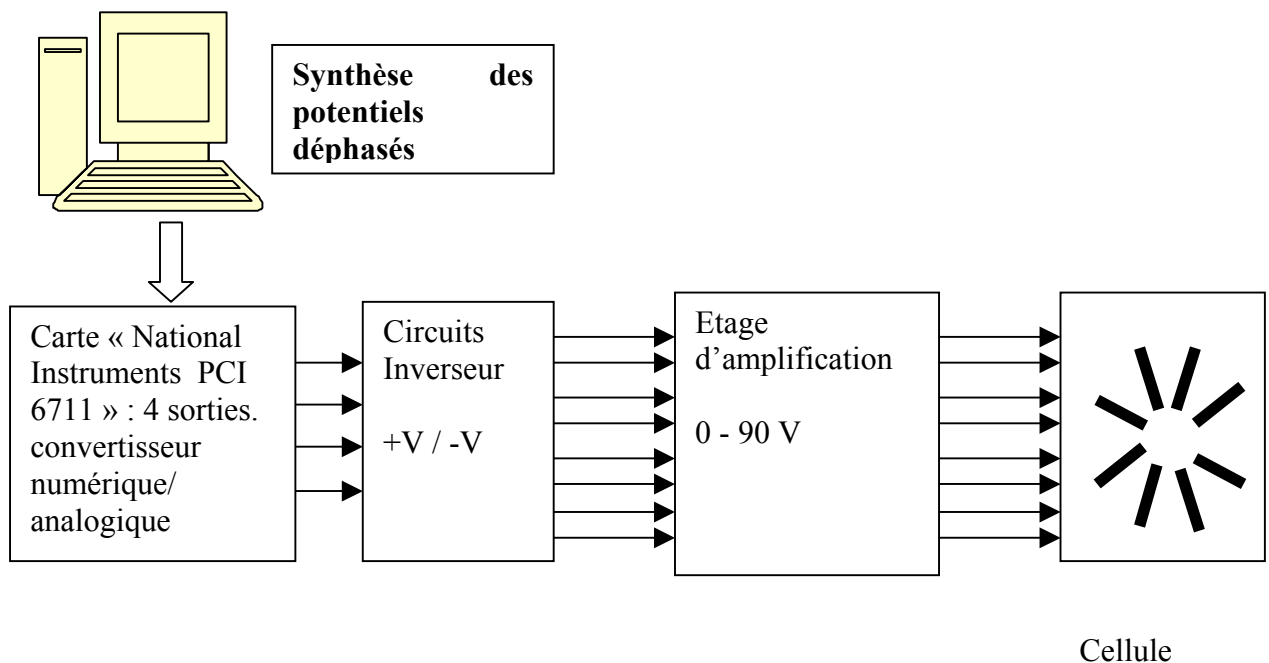 Synthèse des
potentiels
déphasés
Carte « National
Instruments PCI
6711 » : 4 sorties.
convertisseur
numérique/
analogique
Circuits
Inverseur
+V / -V
Etage
d’amplification
0 - 90 V
Cellule